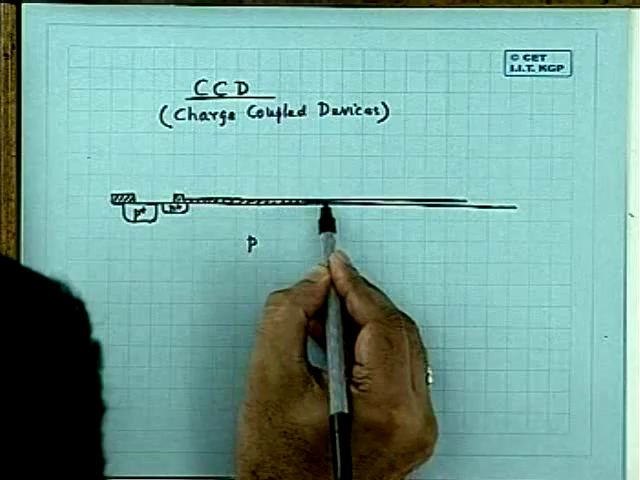 © CET
I.I.T. KGP
CCD
(Charge Coupled Devices)
p+
n+
p